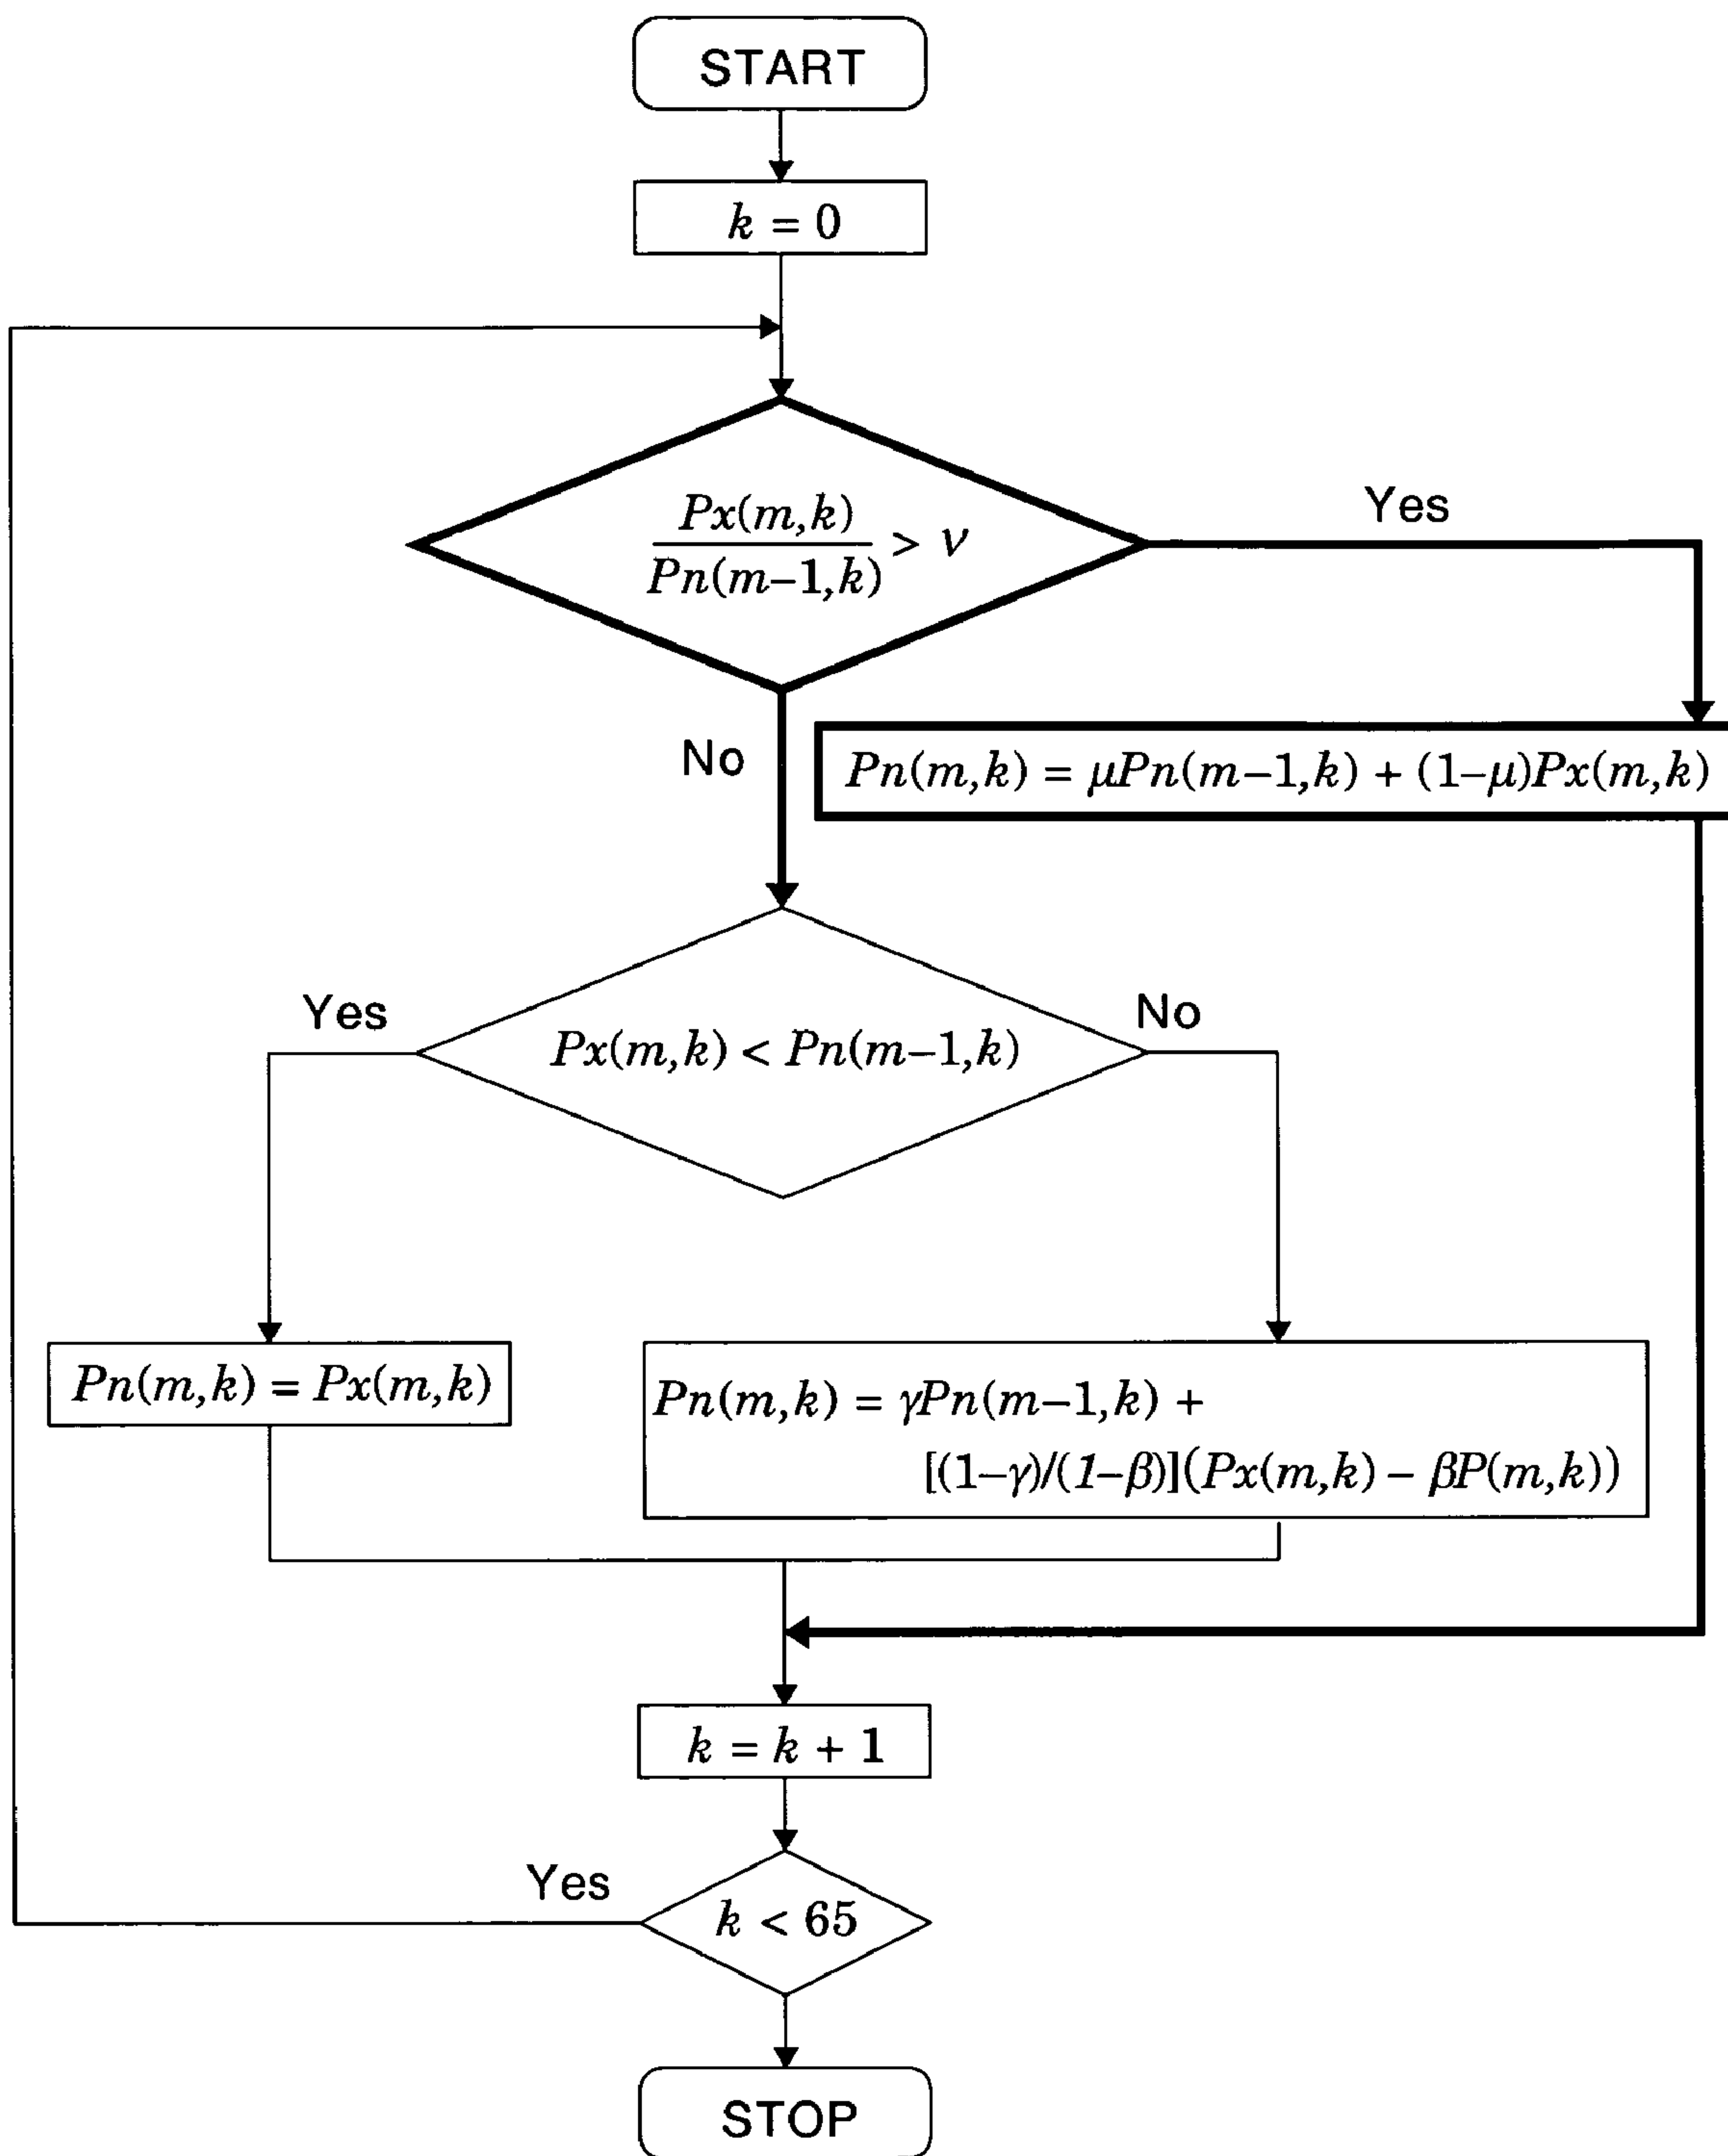 START
k = 0
Px(m,k)
Pn(m–1,k)
> ν
Yes
No
Pn(m,k) = μPn(m–1,k) + (1–μ)Px(m,k)
Yes
Px(m,k) < Pn(m–1,k)
No
Pn(m,k) = Px(m,k)
Pn(m,k) = γPn(m–1,k) +
[(1–γ)/(1–β)](Px(m,k) – βP(m,k))
k = k + 1
Yes
k < 65
STOP